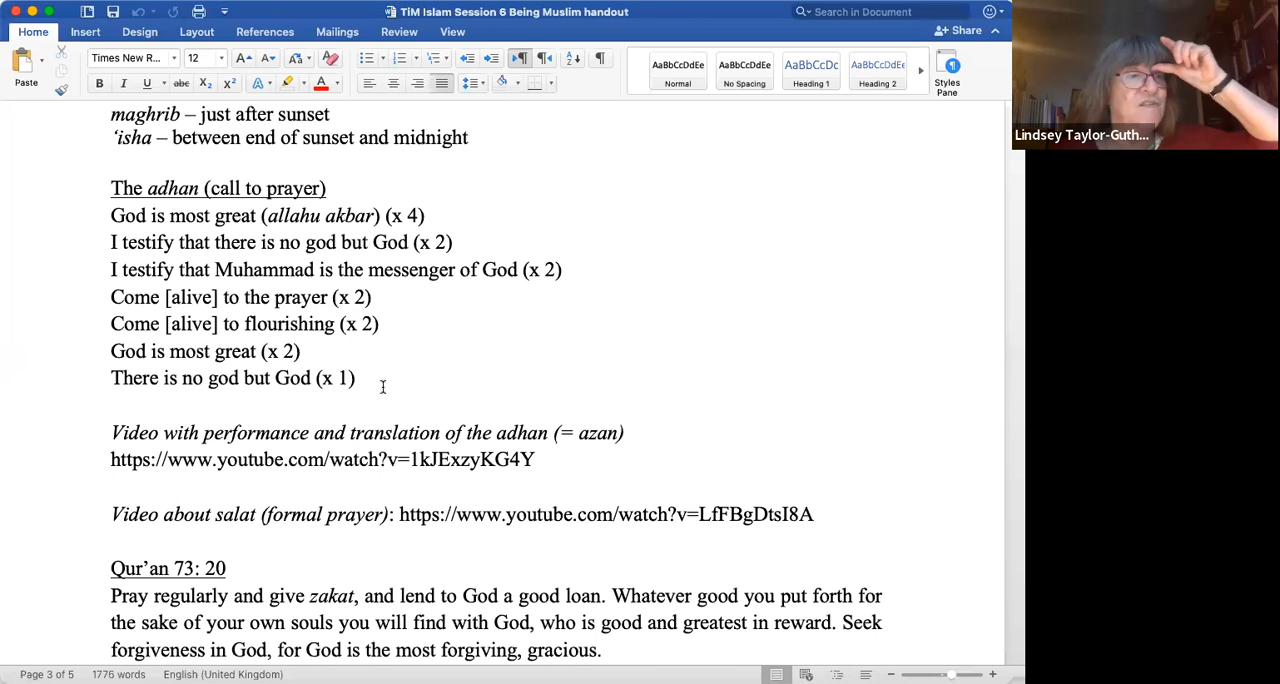 TiM Islam Session 6 Being Muslim handout
Search in Document
Home Insert Design Layout References Mailings Review View
Share
Paste
Times New R... 12
AaBbCcDdEe AaBbCcDdEe AaBbCcDc AaBbCcDdEe
Normal No Spacing Heading 1 Heading 2
Styles
Pane
Lindsey Taylor-Guth...
maghrib – just after sunset
‘isha – between end of sunset and midnight
The adhan (call to prayer)
God is most great (allahu akbar) (x 4)
I testify that there is no god but God (x 2)
I testify that Muhammad is the messenger of God (x 2)
Come [alive] to the prayer (x 2)
Come [alive] to flourishing (x 2)
God is most great (x 2)
There is no god but God (x 1)
Video with performance and translation of the adhan (= azan)
https://www.youtube.com/watch?v=1kJExzyKG4Y
Video about salat (formal prayer): https://www.youtube.com/watch?v=LfFBgDtsI8A
Qur’an 73: 20
Pray regularly and give zakat, and lend to God a good loan. Whatever good you put forth for
the sake of your own souls you will find with God, who is good and greatest in reward. Seek
forgiveness in God, for God is the most forgiving, gracious.
Page 3 of 5 1776 words English (United Kingdom)